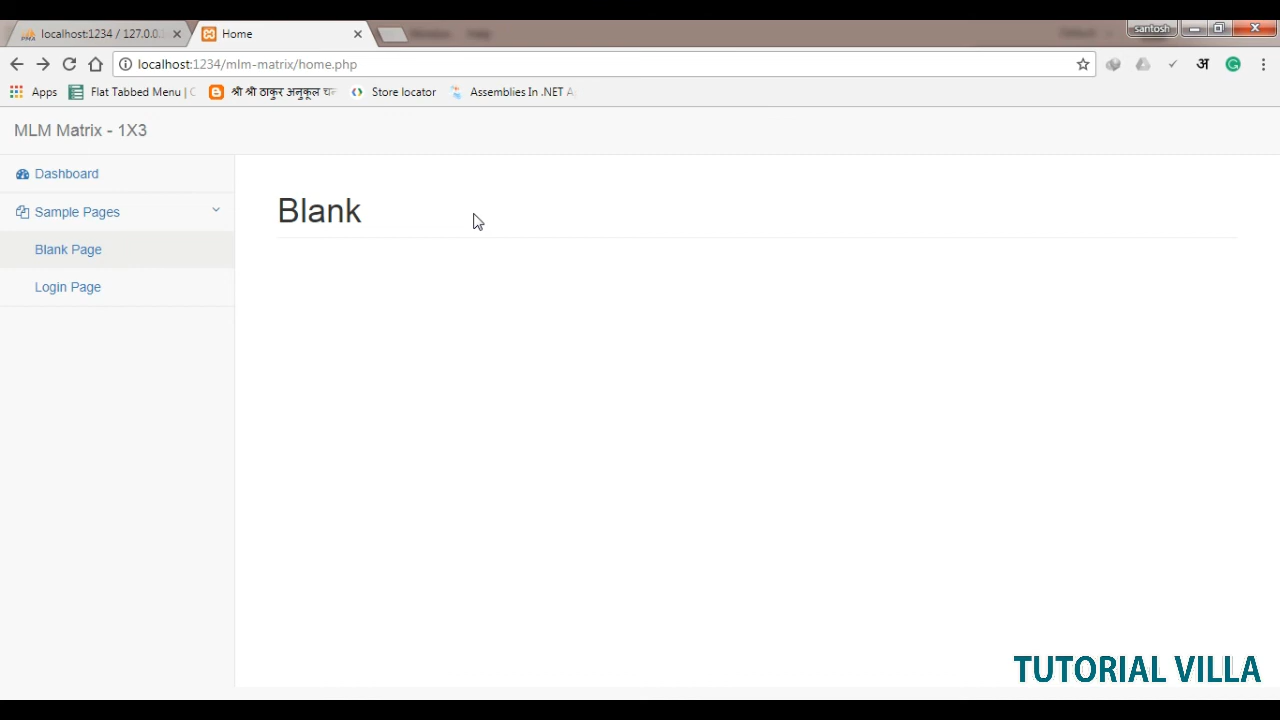 localhost:1234 / 127.0.0.1
Home
santosh
localhost:1234/mlm-matrix/home.php
अ
Apps
Flat Tabbed Menu |
श्री श्री ठाकुर अनुकूल
Store locator
Assemblies In .NET
MLM Matrix - 1X3
Dashboard
Sample Pages
Blank Page
Login Page
Blank
TUTORIAL VILLA